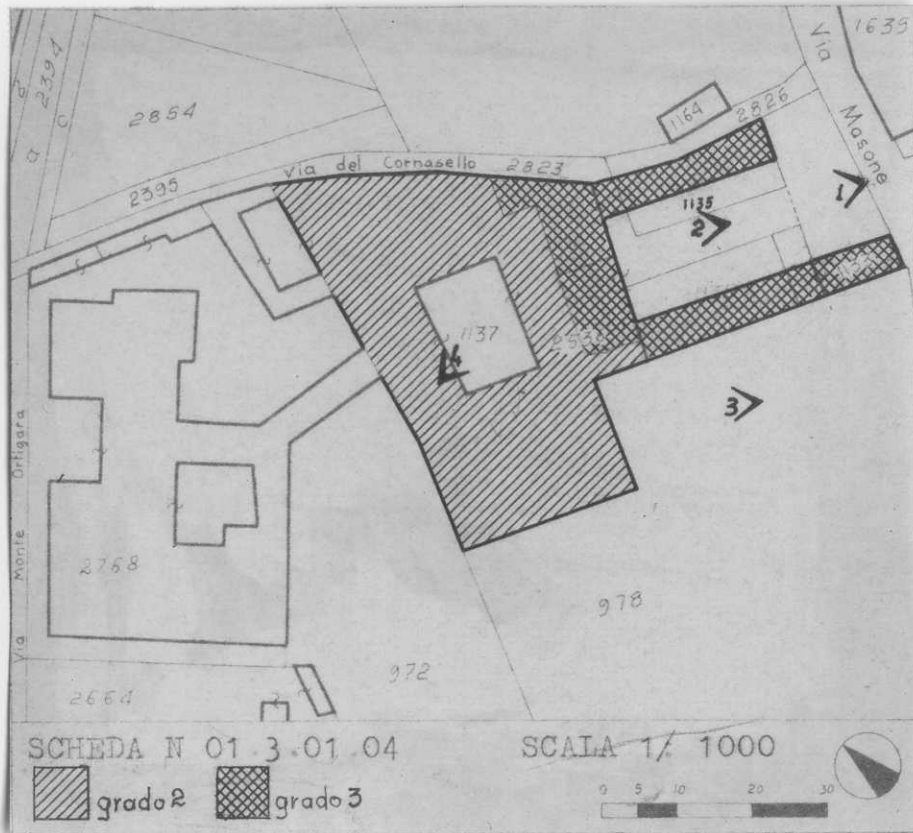 2394
2854
2395
Via del Cornasello
2823
1164
2826
Via Masone
1639
1
1135
2
1137
4
3
Via Monte Ortigara
2768
978
972
2664
SCHEDA N 01 3 01 04
SCALA 1/ 1000
grado 2
grado 3
0 5 10 20 30